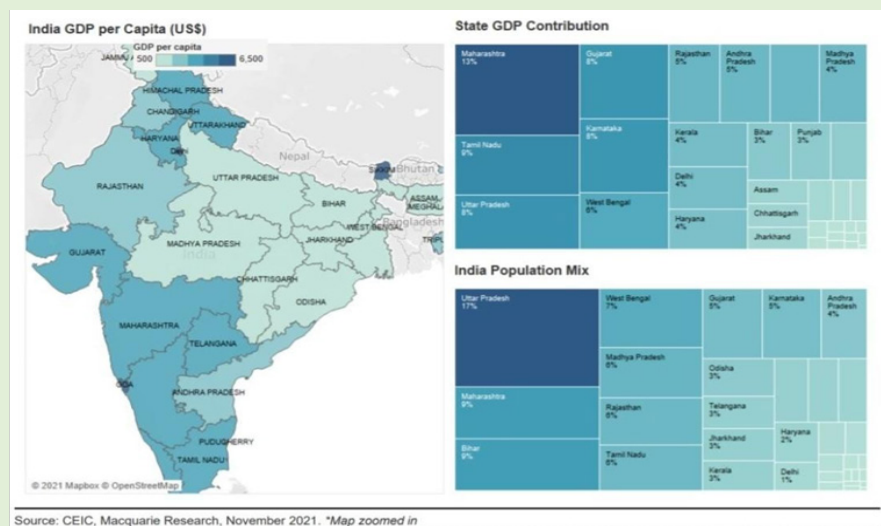 India GDP per Capita (US$)
GDP per capita
500 6,500
JAMMU
HIMACHAL PRADESH
CHANDIGARH
UTTARAKHAND
HARYANA
Delhi
Nepal
SIKKIM
Bhutan
RAJASTHAN
UTTAR PRADESH
ASSAM
BIHAR
MEGHAL
Bangladesh
WEST BENGAL
TRIPU
GUJARAT
MADHYA PRADESH
India
JHARKHAND
CHHATTISGARH
ODISHA
MAHARASHTRA
TELANGANA
GOA
ANDHRA PRADESH
PUDUCHERRY
TAMIL NADU
© 2021 Mapbox © OpenStreetMap
State GDP Contribution
Maharashtra
13%
Tamil Nadu
9%
Uttar Pradesh
8%
Gujarat
8%
Karnataka
8%
West Bengal
6%
Rajasthan
5%
Andhra
Pradesh
5%
Madhya
Pradesh
4%
Kerala
4%
Delhi
4%
Haryana
4%
Bihar
3%
Punjab
3%
Assam
Chhattisgarh
Jharkhand
India Population Mix
Uttar Pradesh
17%
Maharashtra
9%
Bihar
9%
West Bengal
7%
Madhya Pradesh
6%
Rajasthan
6%
Tamil Nadu
6%
Gujarat
5%
Karnataka
5%
Andhra
Pradesh
4%
Odisha
3%
Telangana
3%
Jharkhand
3%
Kerala
3%
Haryana
2%
Delhi
1%
Source: CEIC, Macquarie Research, November 2021. *Map zoomed in